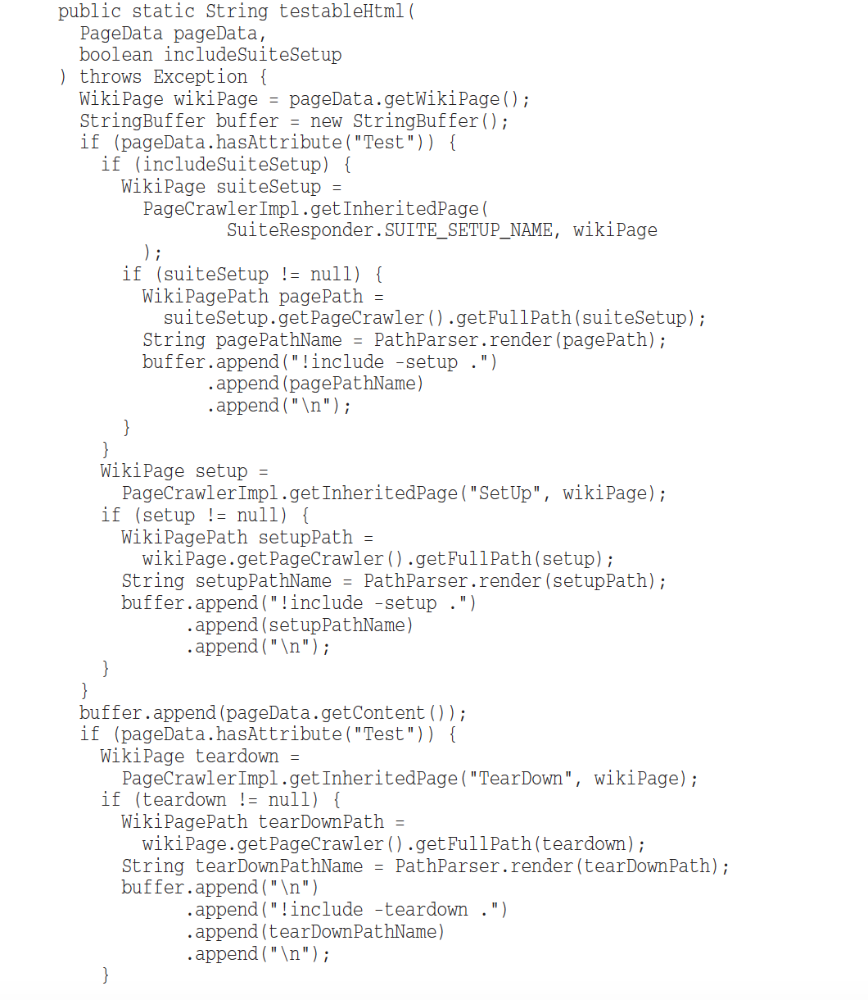 public static String testableHtml(
PageData pageData,
boolean includeSuiteSetup
) throws Exception {
WikiPage wikiPage = pageData.getWikiPage();
StringBuffer buffer = new StringBuffer();
if (pageData.hasAttribute("Test")) {
if (includeSuiteSetup) {
WikiPage suiteSetup =
PageCrawlerImpl.getInheritedPage(
SuiteResponder.SUITE_SETUP_NAME, wikiPage
);
if (suiteSetup != null) {
WikiPagePath pagePath =
suiteSetup.getPageCrawler().getFullPath(suiteSetup);
String pagePathName = PathParser.render(pagePath);
buffer.append("!include -setup .")
.append(pagePathName)
.append("\n");
}
}
WikiPage setup =
PageCrawlerImpl.getInheritedPage("SetUp", wikiPage);
if (setup != null) {
WikiPagePath setupPath =
wikiPage.getPageCrawler().getFullPath(setup);
String setupPathName = PathParser.render(setupPath);
buffer.append("!include -setup .")
.append(setupPathName)
.append("\n");
}
}
buffer.append(pageData.getContent());
if (pageData.hasAttribute("Test")) {
WikiPage teardown =
PageCrawlerImpl.getInheritedPage("TearDown", wikiPage);
if (teardown != null) {
WikiPagePath tearDownPath =
wikiPage.getPageCrawler().getFullPath(teardown);
String tearDownPathName = PathParser.render(tearDownPath);
buffer.append("\n")
.append("!include -teardown .")
.append(tearDownPathName)
.append("\n");
}